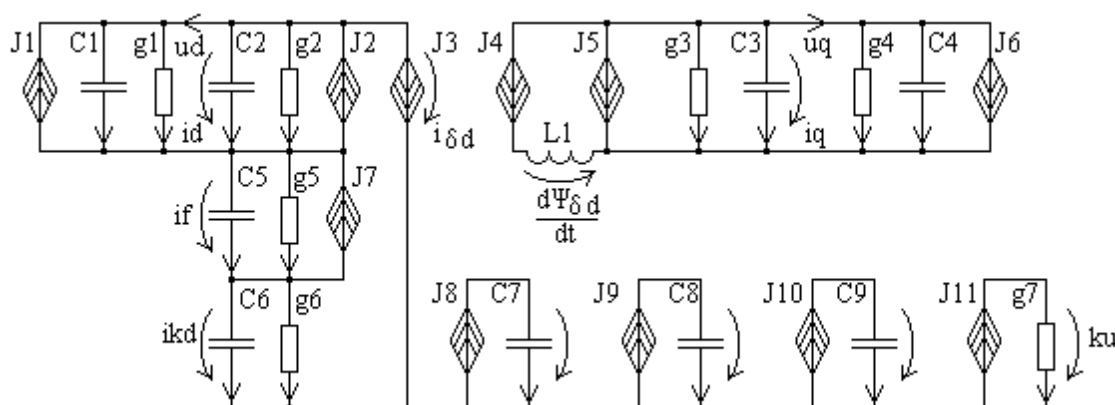 J1 C1 g1 ud C2 g2 J2 J3 J4 J5 g3 C3 uq g4 C4 J6
id iδd L1 iq
C5 g5 J7 dΨδd
if dt
C6 g6 J8 C7 J9 C8 J10 C9 J11 g7
ikd ku